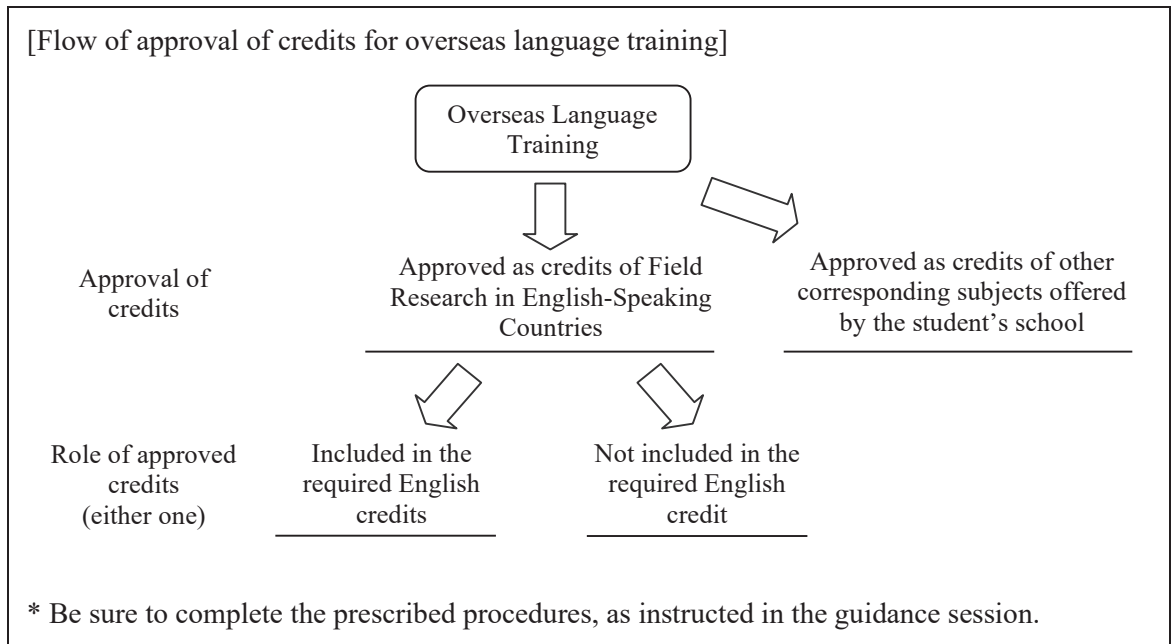 [Flow of approval of credits for overseas language training]
Overseas Language
Training
Approval of
credits
Approved as credits of Field
Research in English-Speaking
Countries
Approved as credits of other
corresponding subjects offered
by the student’s school
Role of approved
credits
(either one)
Included in the
required English
credits
Not included in the
required English
credit
* Be sure to complete the prescribed procedures, as instructed in the guidance session.